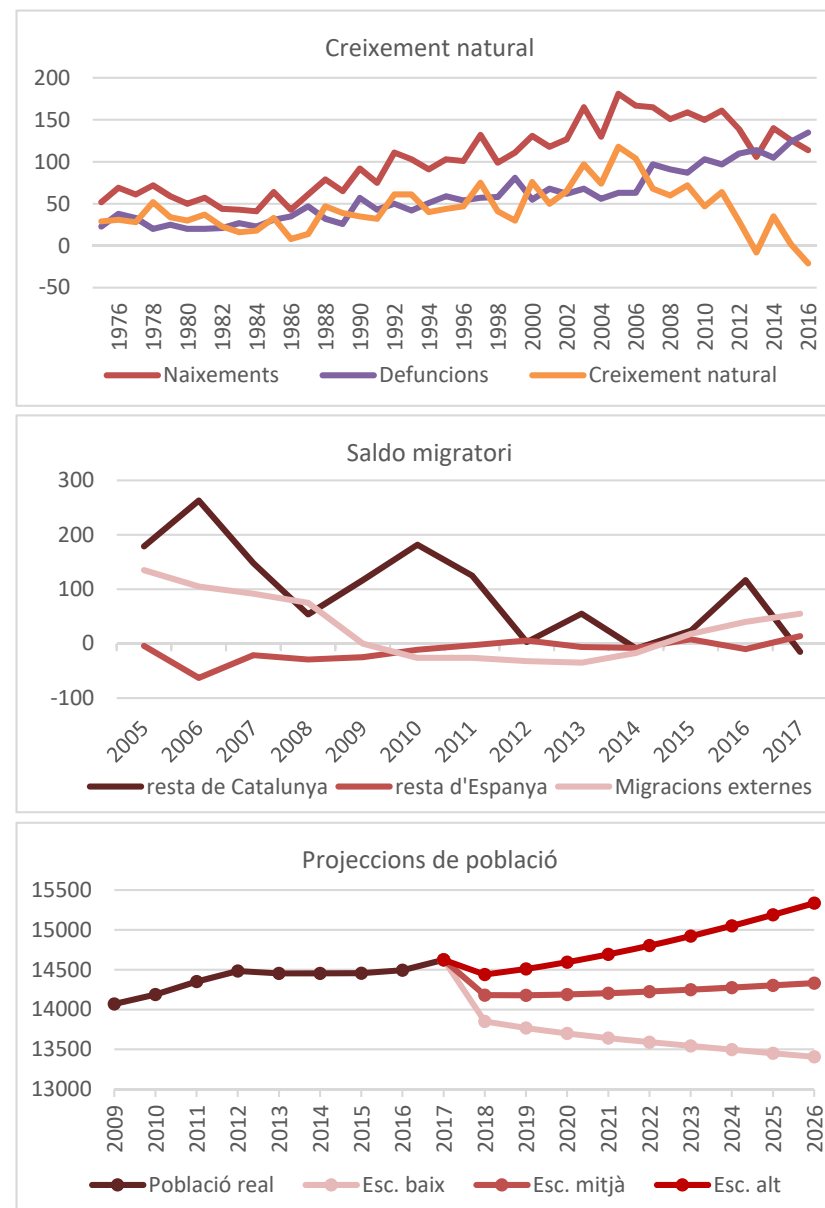 Creixement natural
200
150
100
50
0
-50
1976 1978 1980 1982 1984 1986 1988 1990 1992 1994 1996 1998 2000 2002 2004 2006 2008 2010 2012 2014 2016
Naixements Defuncions Creixement natural
Saldo migratori
300
200
100
0
-100
2005 2006 2007 2008 2009 2010 2011 2012 2013 2014 2015 2016 2017
resta de Catalunya resta d'Espanya Migracions externes
Projeccions de població
15500
15000
14500
14000
13500
13000
2009 2010 2011 2012 2013 2014 2015 2016 2017 2018 2019 2020 2021 2022 2023 2024 2025 2026
Població real Esc. baix Esc. mitjà Esc. alt